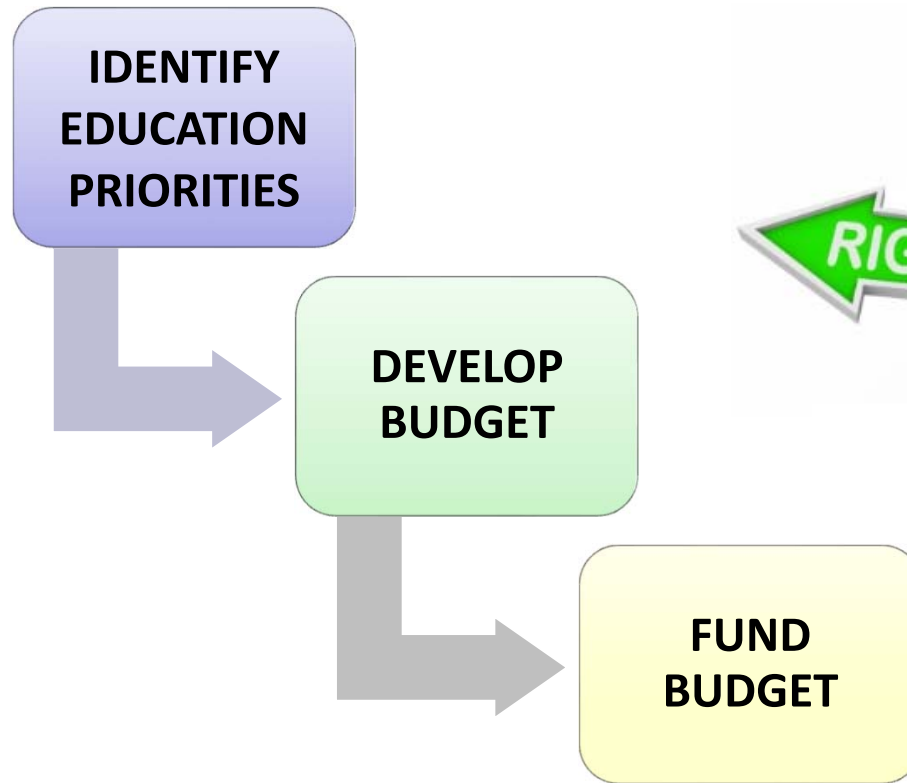 IDENTIFY
EDUCATION
PRIORITIES
DEVELOP
BUDGET
FUND
BUDGET